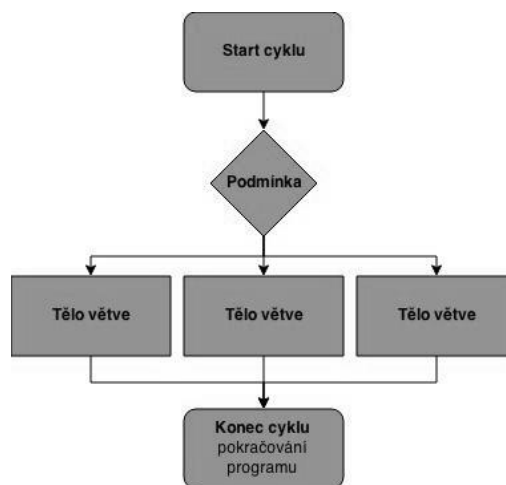 Start cyklu
Podmínka
Tělo větve
Tělo větve
Tělo větve
Konec cyklu
pokračování
programu